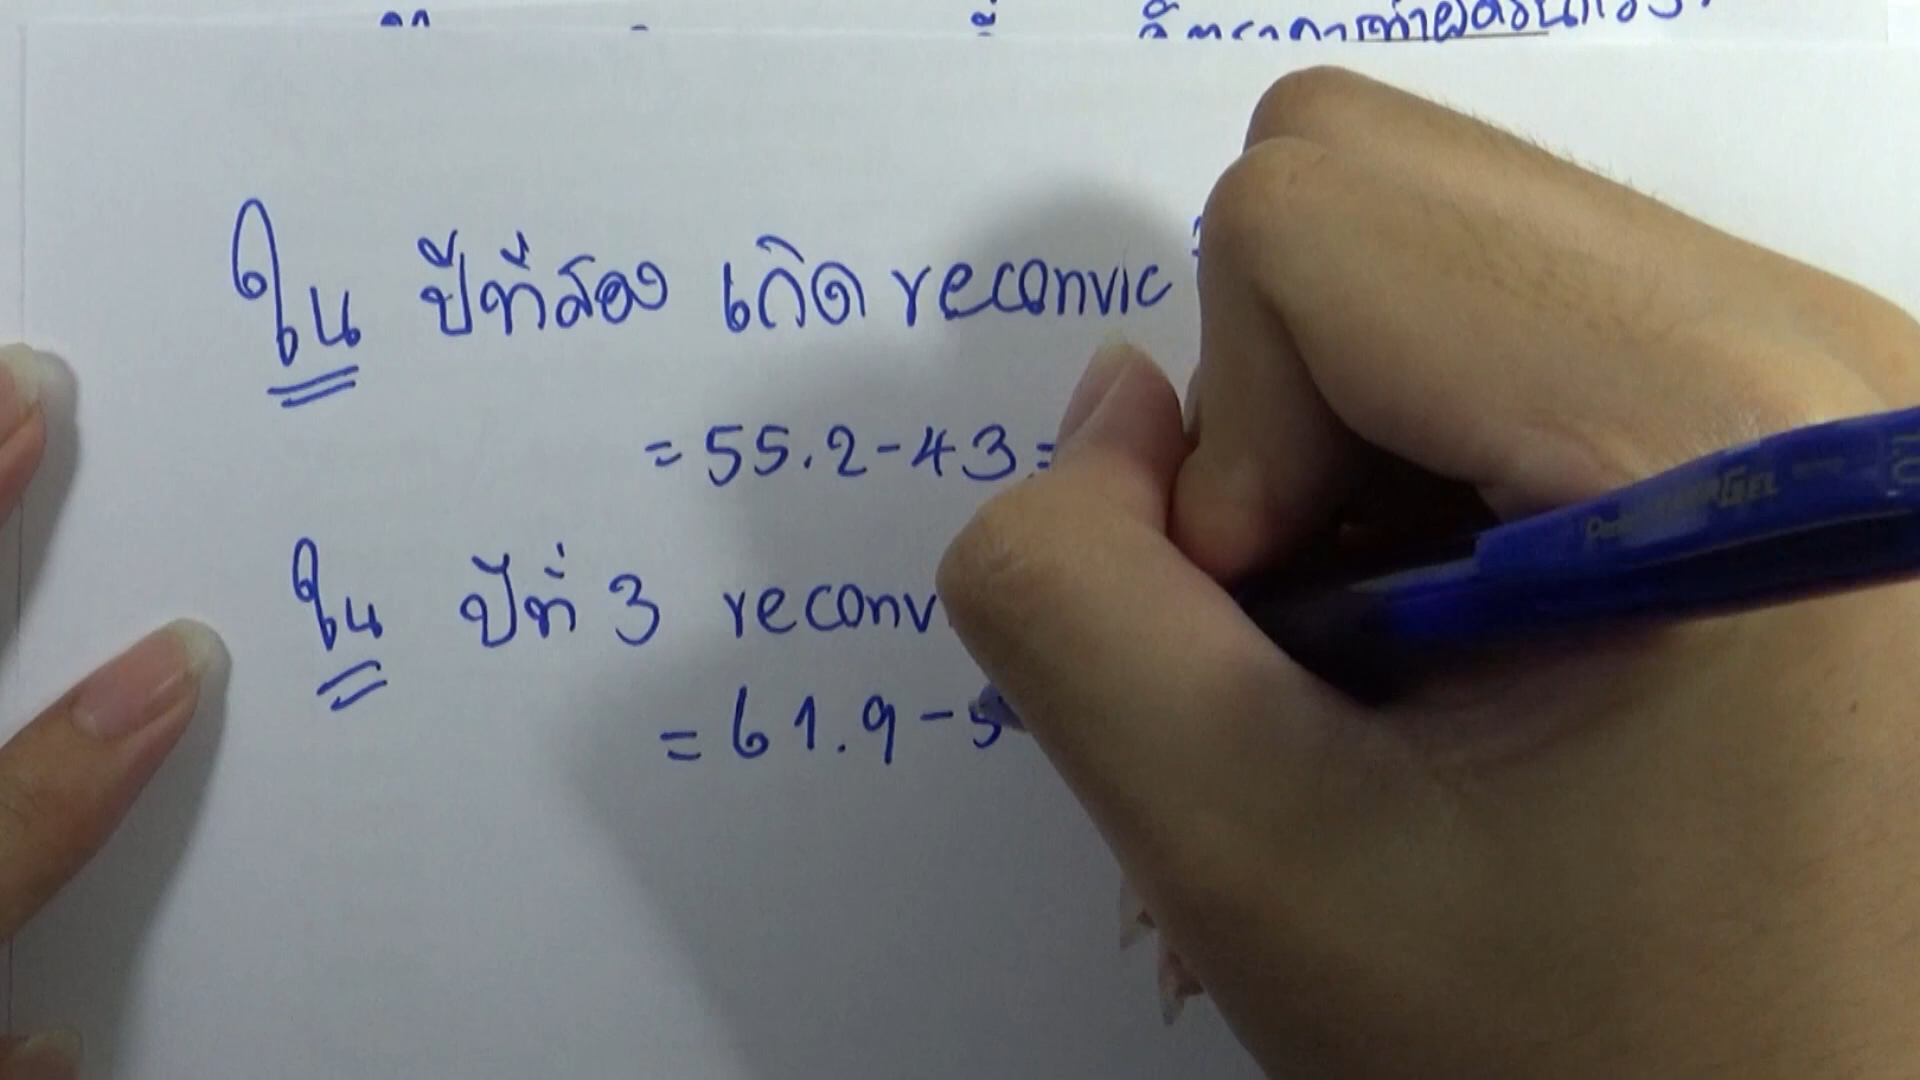 ใน ปีที่สอง เกิด reconvic
= 55.2 - 43 =
ใน ปีที่ 3 reconv
= 61.9 - 5